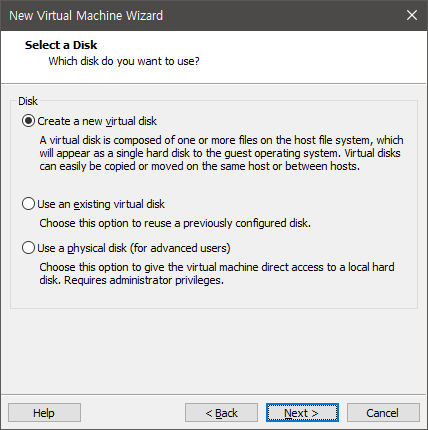 New Virtual Machine Wizard
Select a Disk
Which disk do you want to use?
Disk
Create a new virtual disk
A virtual disk is composed of one or more files on the host file system, which
will appear as a single hard disk to the guest operating system. Virtual disks
can easily be copied or moved on the same host or between hosts.
Use an existing virtual disk
Choose this option to reuse a previously configured disk.
Use a physical disk (for advanced users)
Choose this option to give the virtual machine direct access to a local hard
disk. Requires administrator privileges.
Help
< Back
Next >
Cancel